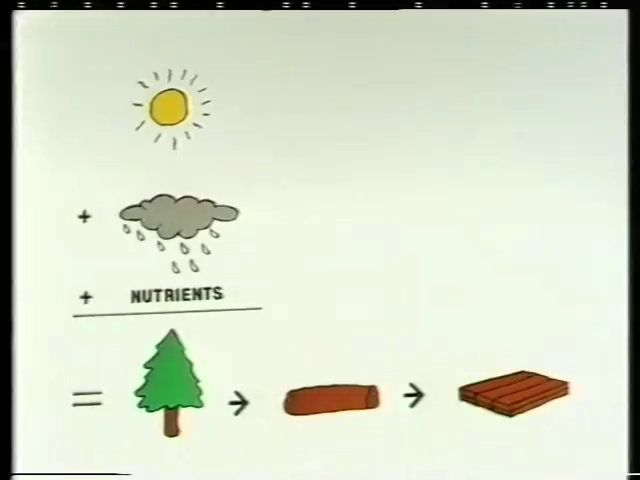 +
+ NUTRIENTS
=